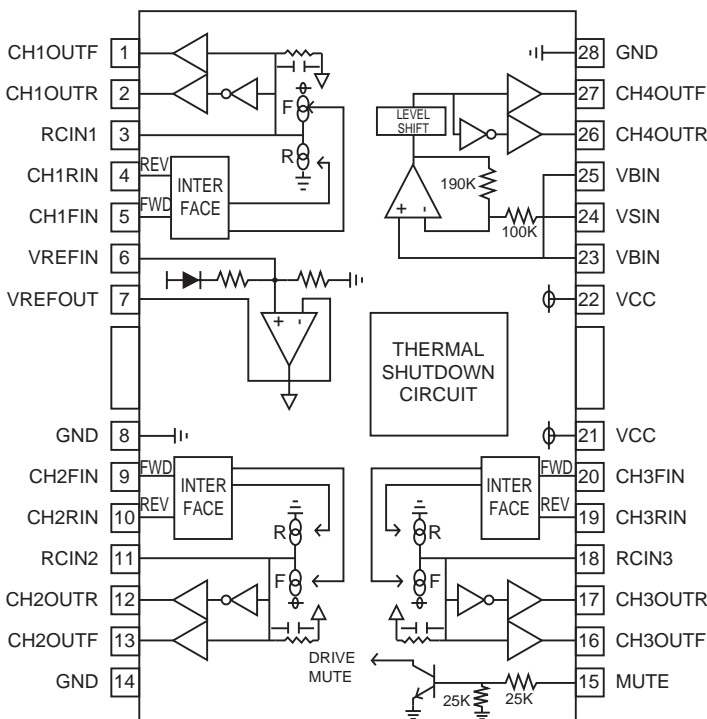 CH1OUTF 1
CH1OUTR 2
RCIN1 3
CH1RIN 4
CH1FIN 5
VREFIN 6
VREFOUT 7
GND 8
CH2FIN 9
CH2RIN 10
RCIN2 11
CH2OUTR 12
CH2OUTF 13
GND 14
REV
FWD
INTER
FACE
F
R
+ -
FWD
REV
INTER
FACE
R
F
28 GND
27 CH4OUTF
26 CH4OUTR
25 VBIN
24 VSIN
23 VBIN
22 VCC
21 VCC
20 CH3FIN
19 CH3RIN
18 RCIN3
17 CH3OUTR
16 CH3OUTF
15 MUTE
LEVEL
SHIFT
190K
+ -
100K
THERMAL
SHUTDOWN
CIRCUIT
INTER
FACE
FWD
REV
R
F
DRIVE
MUTE
25K
25K